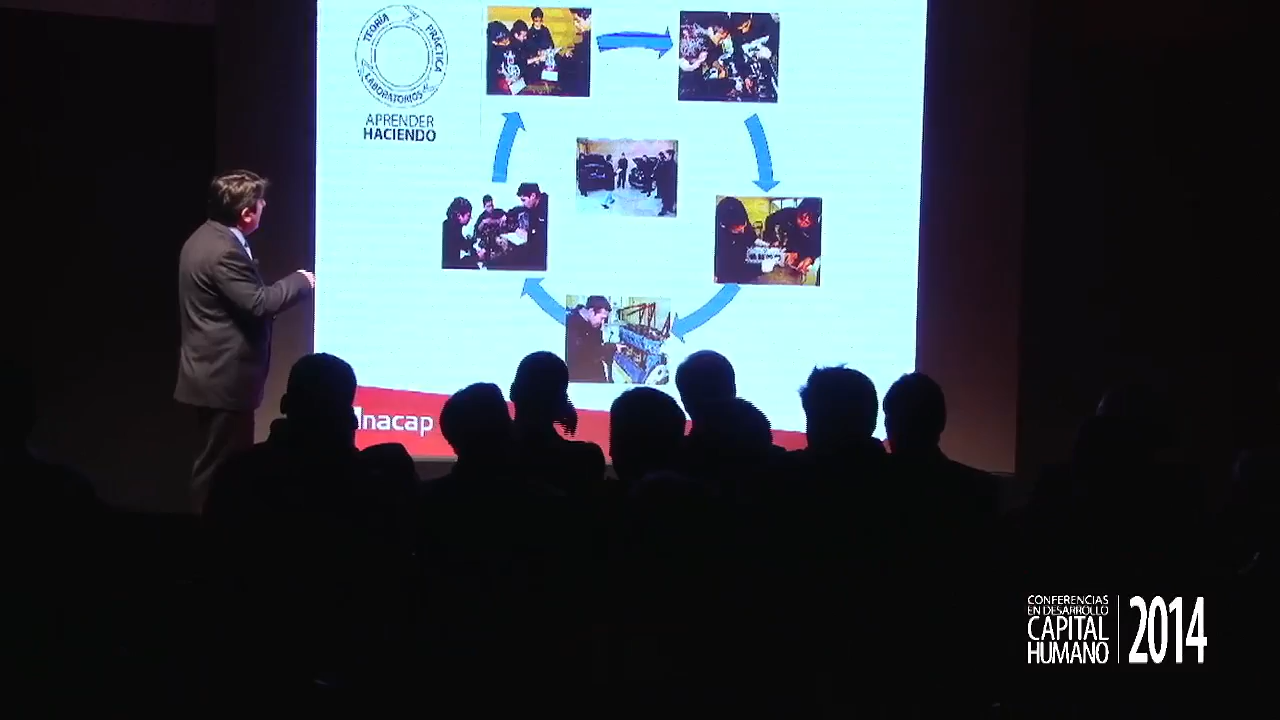 TEORÍA
PRÁCTICA
LABORATORIOS
APRENDER
HACIENDO
Inacap
CONFERENCIAS
EN DESARROLLO
CAPITAL
HUMANO
2014